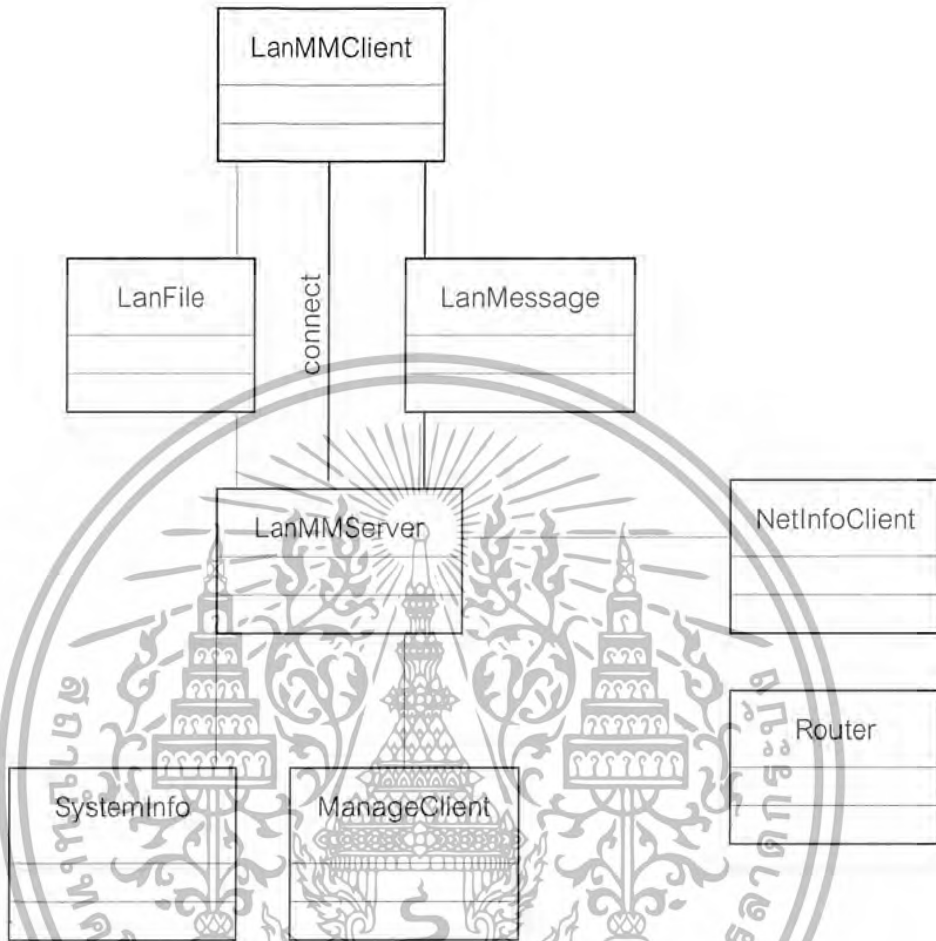 LanMMClient
LanFile
connect
LanMessage
LanMMServer
NetInfoClient
Router
SystemInfo
ManageClient